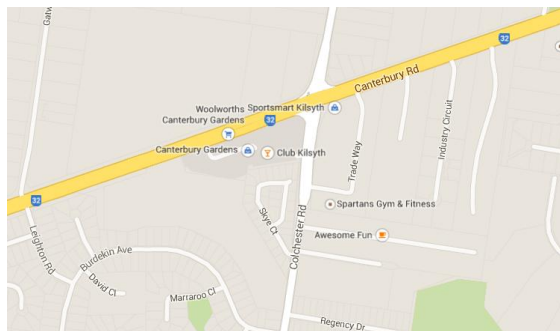 32
Canterbury Rd
Woolworths
Canterbury Gardens
Sportsmart Kilsyth
32
Canterbury Gardens
Club Kilsyth
Trade Way
Industry Circuit
32
Leighton Rd
Skye Ct
Colchester Rd
Spartans Gym & Fitness
Awesome Fun
Burdekin Ave
David Ct
Marraroo Cl
Regency Dr